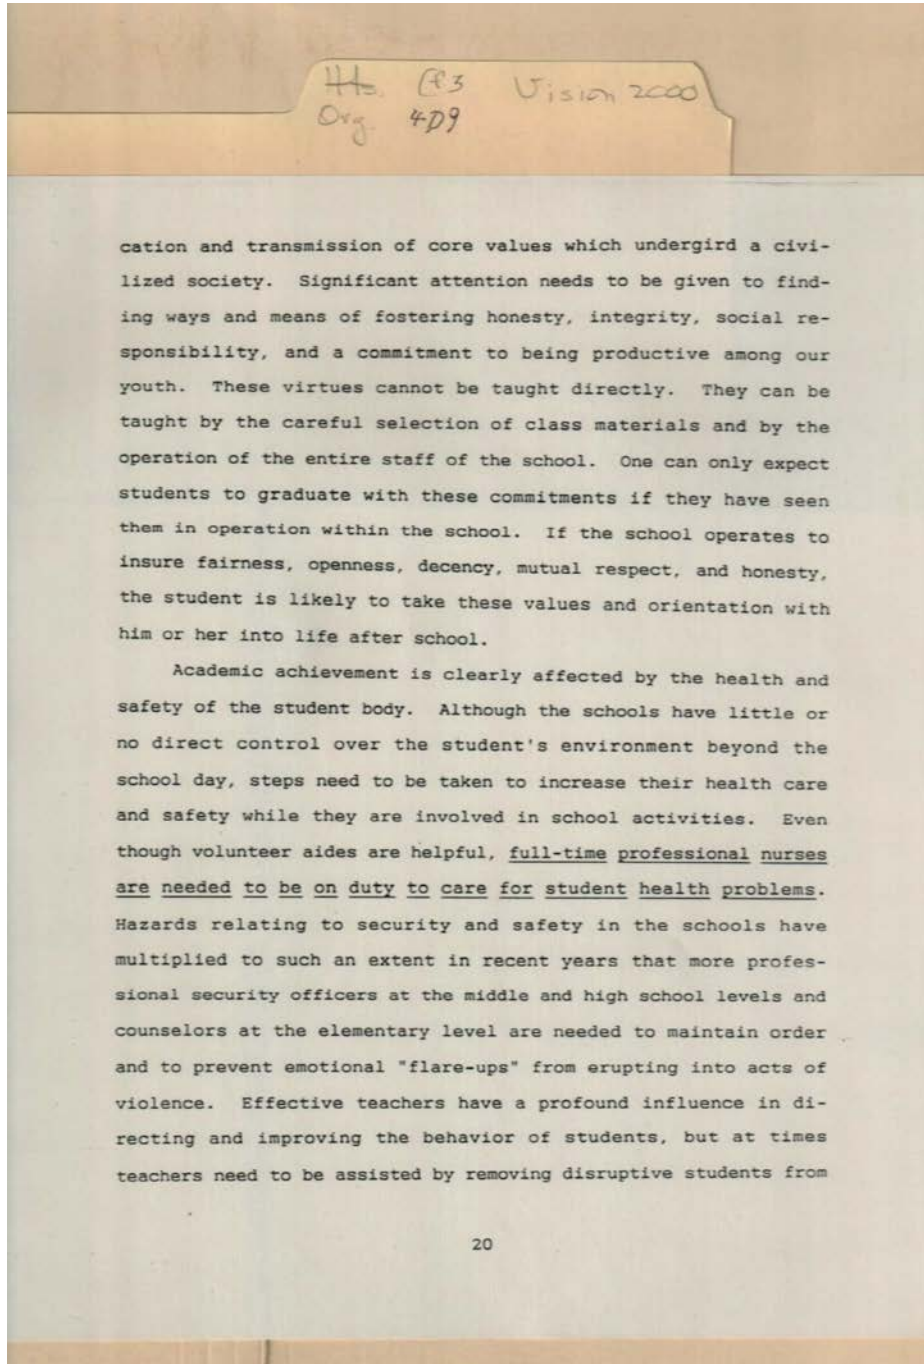 Hts. Cf3 Vision 2000
Org. 4D9
cation and transmission of core values which undergird a civi-
lized society. Significant attention needs to be given to find-
ing ways and means of fostering honesty, integrity, social re-
sponsibility, and a commitment to being productive among our
youth. These virtues cannot be taught directly. They can be
taught by the careful selection of class materials and by the
operation of the entire staff of the school. One can only expect
students to graduate with these commitments if they have seen
them in operation within the school. If the school operates to
insure fairness, openness, decency, mutual respect, and honesty,
the student is likely to take these values and orientation with
him or her into life after school.
Academic achievement is clearly affected by the health and
safety of the student body. Although the schools have little or
no direct control over the student's environment beyond the
school day, steps need to be taken to increase their health care
and safety while they are involved in school activities. Even
though volunteer aides are helpful, full-time professional nurses
are needed to be on duty to care for student health problems.
Hazards relating to security and safety in the schools have
multiplied to such an extent in recent years that more profes-
sional security officers at the middle and high school levels and
counselors at the elementary level are needed to maintain order
and to prevent emotional "flare-ups" from erupting into acts of
violence. Effective teachers have a profound influence in di-
recting and improving the behavior of students, but at times
teachers need to be assisted by removing disruptive students from
20